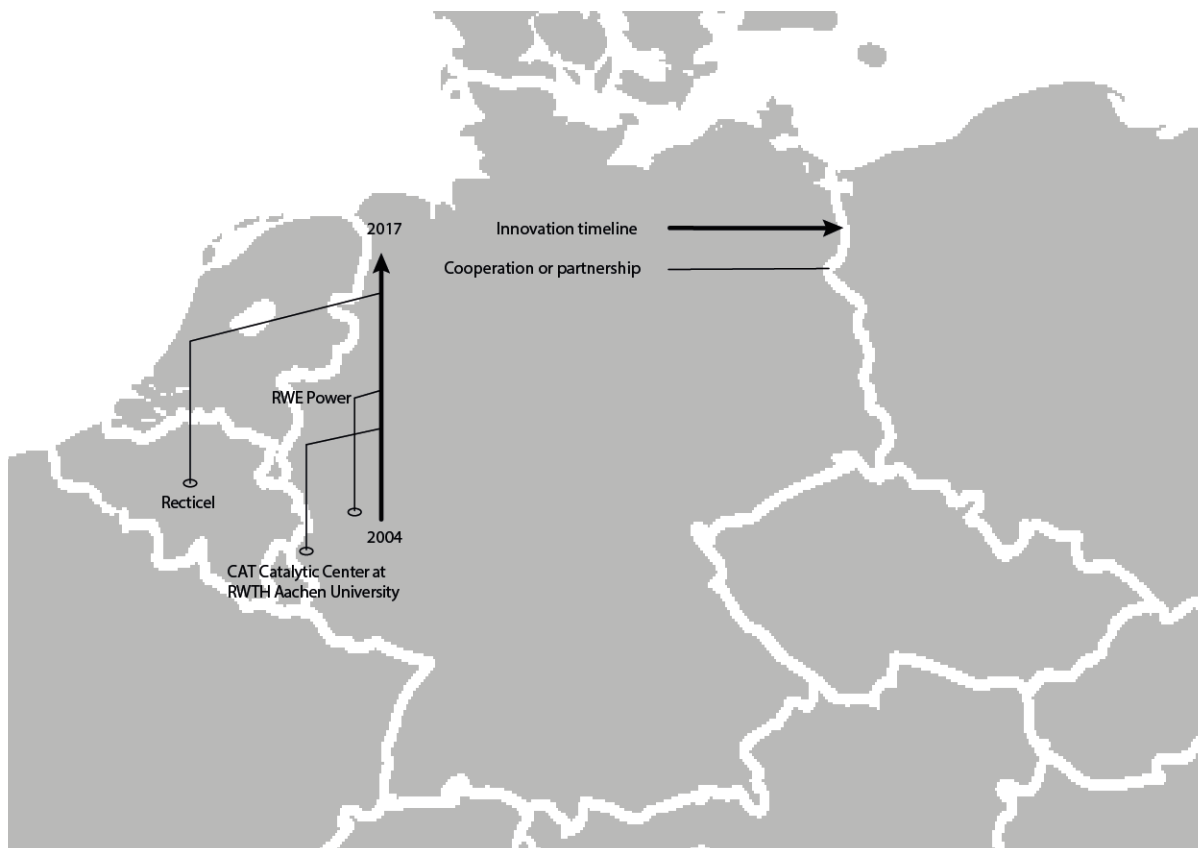 2017
Innovation timeline
Cooperation or partnership
RWE Power
Recticel
2004
CAT Catalytic Center at
RWTH Aachen University